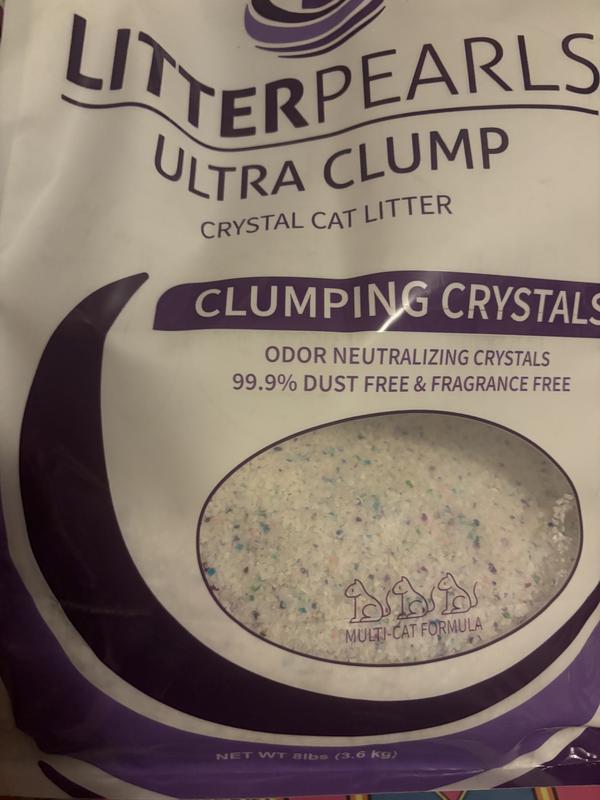 LITTERPEARLS
ULTRA CLUMP
CRYSTAL CAT LITTER
CLUMPING CRYSTALS
ODOR NEUTRALIZING CRYSTALS
99.9% DUST FREE & FRAGRANCE FREE
MULTI-CAT FORMULA
NET WT 8lbs (3.6 kg)